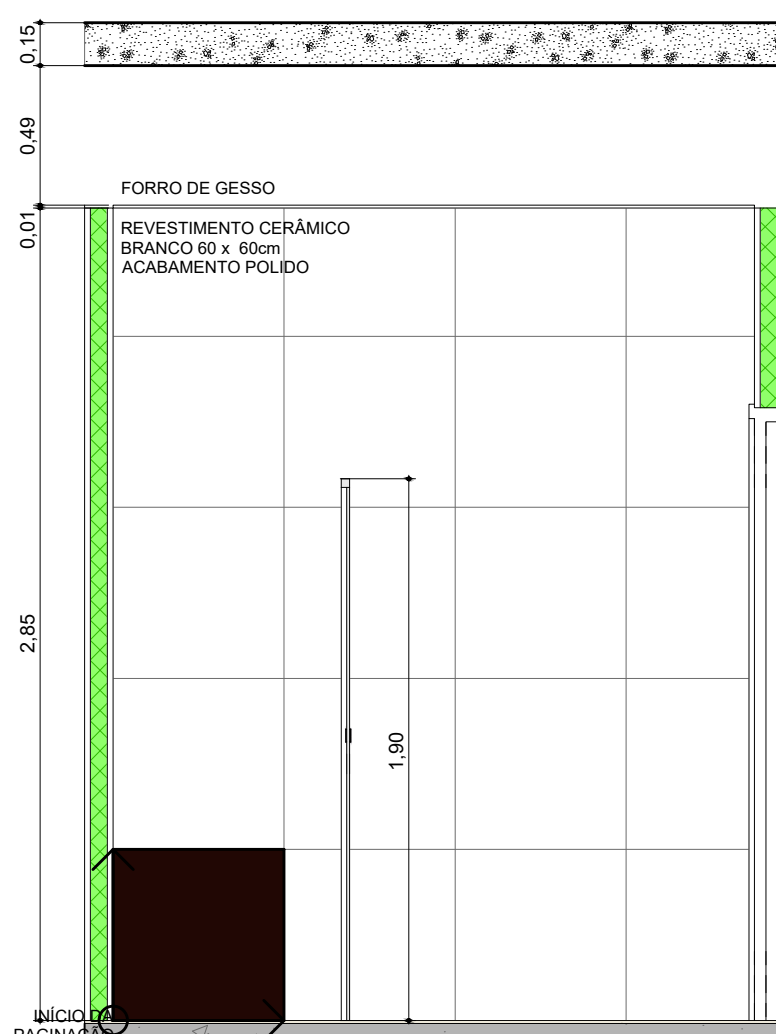 0,15
0,49
FORRO DE GESSO
0,01
REVESTIMENTO CERÂMICO
BRANCO 60 x 60cm
ACABAMENTO POLIDO
2,85
1,90
INÍCIO DA
PAGINAÇÃO